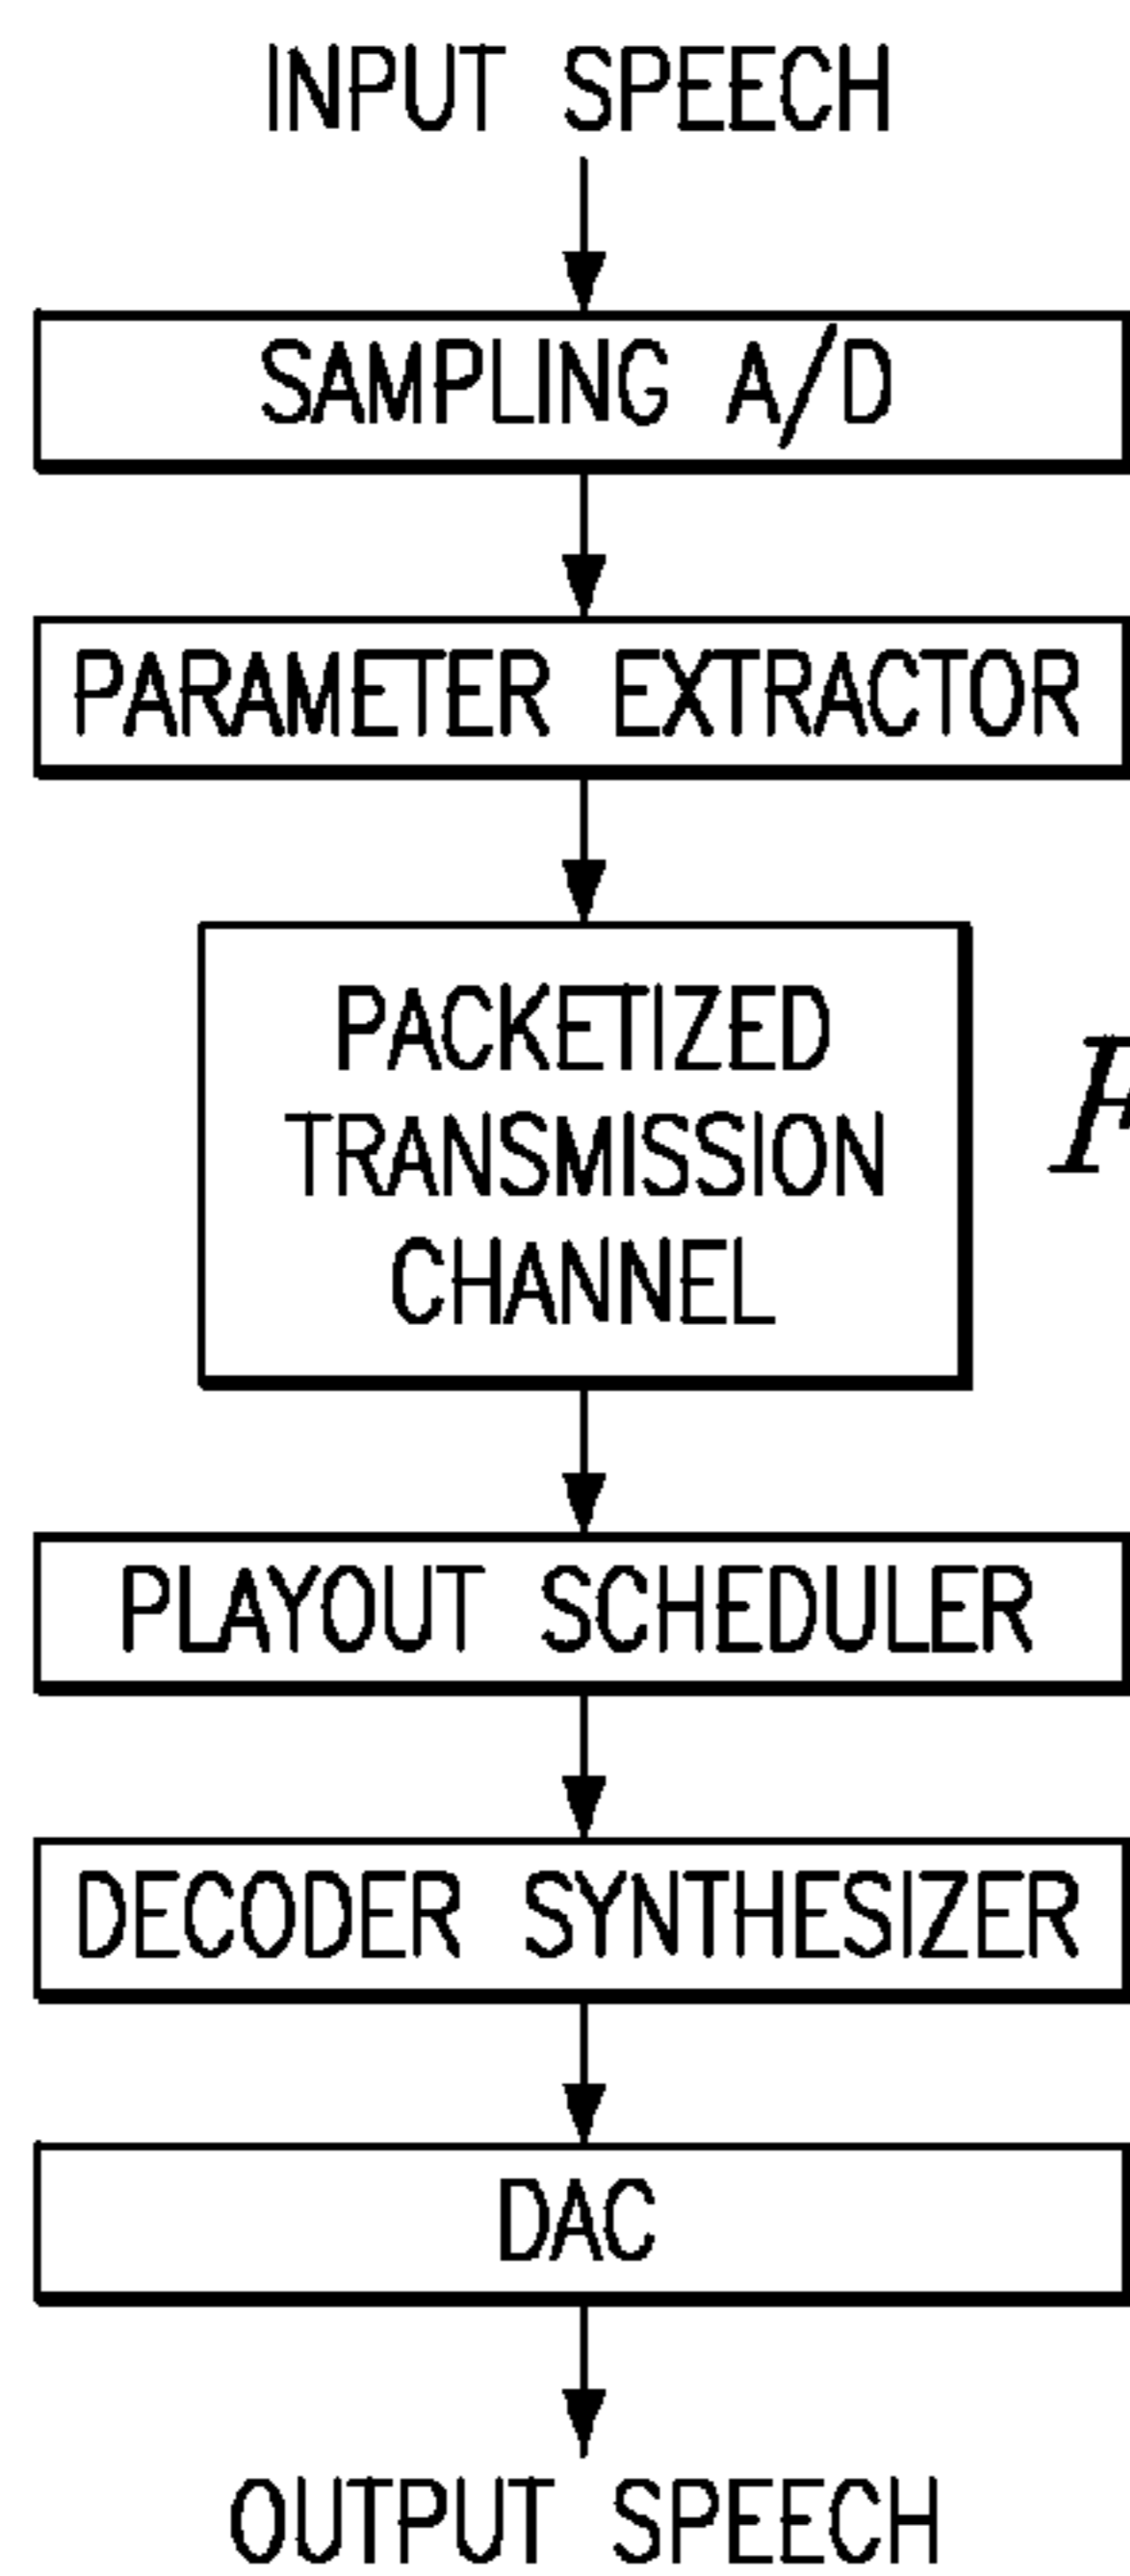 INPUT SPEECH
SAMPLING A/D
PARAMETER EXTRACTOR
PACKETIZED
TRANSMISSION
CHANNEL
PLAYOUT SCHEDULER
DECODER SYNTHESIZER
DAC
OUTPUT SPEECH